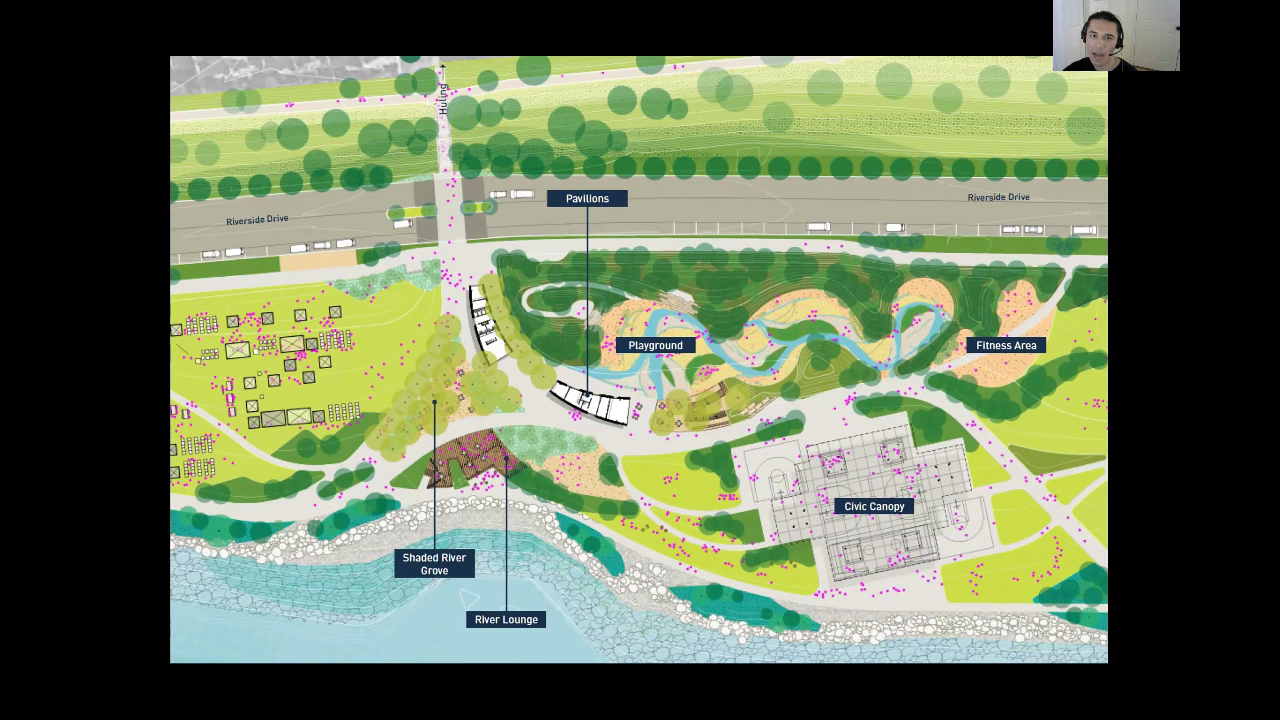 Huling
Pavilions
Riverside Drive
Riverside Drive
Playground
Fitness Area
Civic Canopy
Shaded River
Grove
River Lounge